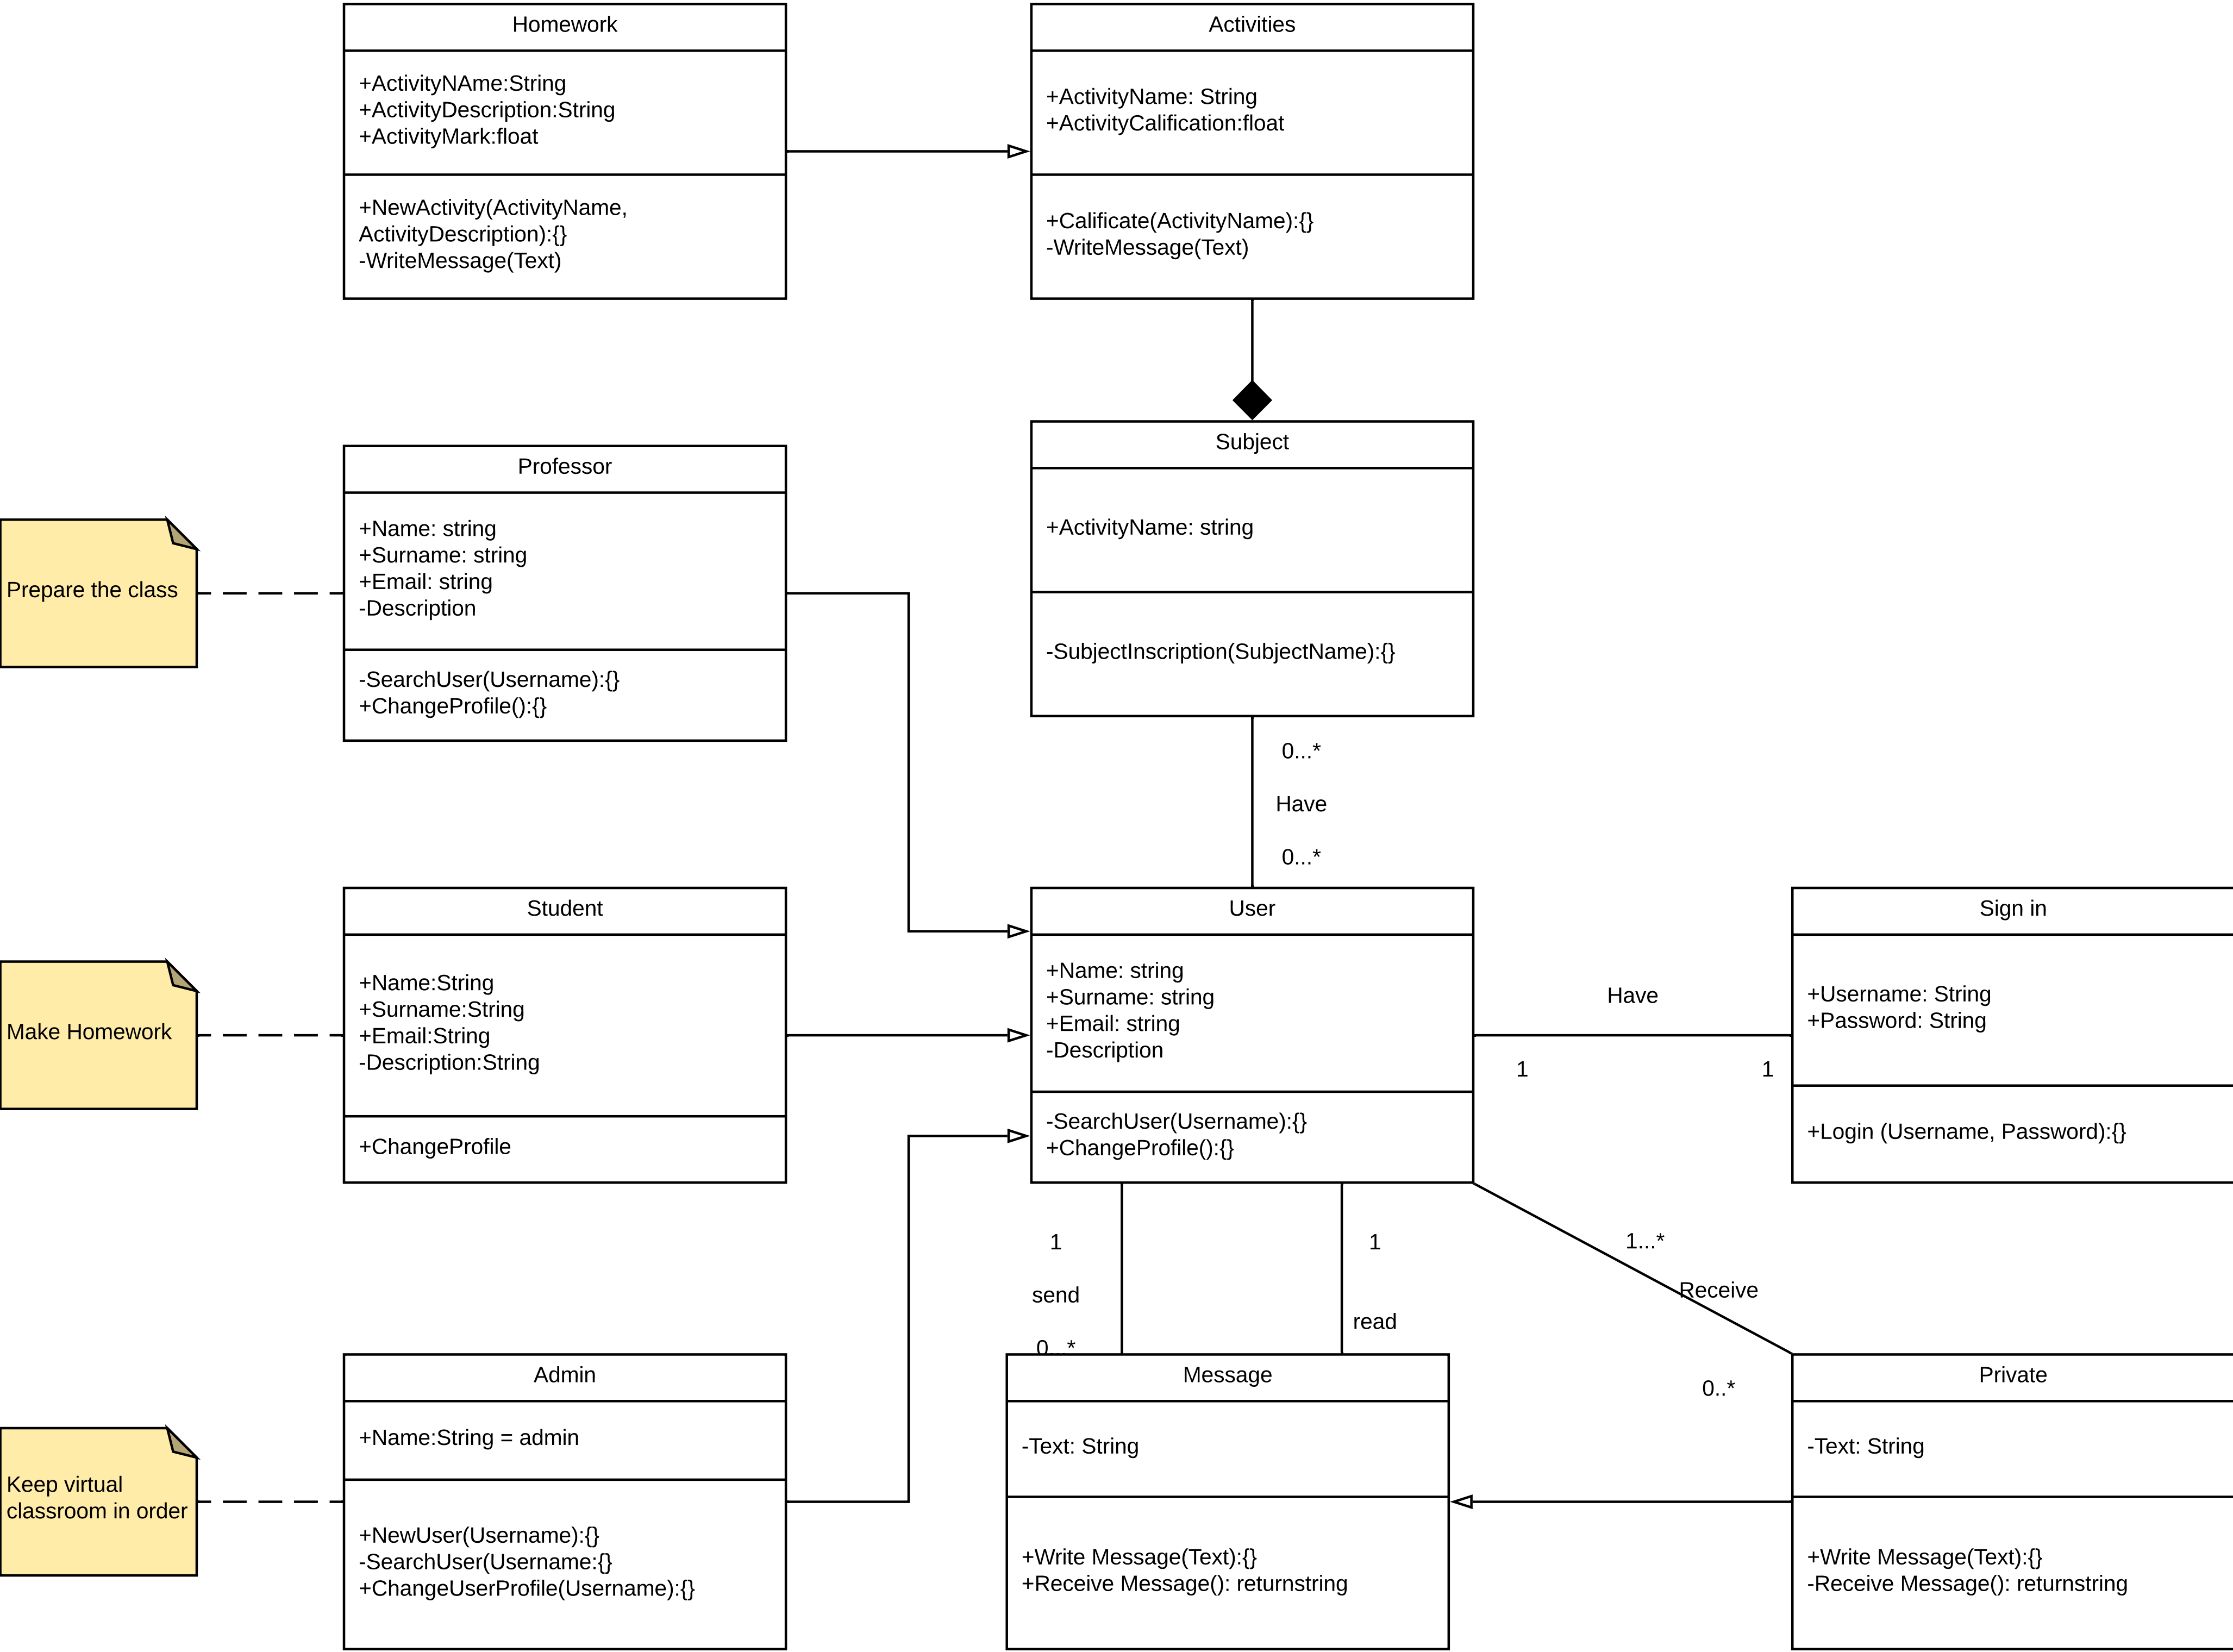 Homework
+ActivityNAme:String
+ActivityDescription:String
+ActivityMark:float
+NewActivity(ActivityName,
ActivityDescription):{}
-WriteMessage(Text)
Activities
+ActivityName: String
+ActivityCalification:float
+Calificate(ActivityName):{}
-WriteMessage(Text)
Prepare the class
Professor
+Name: string
+Surname: string
+Email: string
-Description
-SearchUser(Username):{}
+ChangeProfile():{}
Subject
+ActivityName: string
-SubjectInscription(SubjectName):{}
0...*
Have
0...*
Make Homework
Student
+Name:String
+Surname:String
+Email:String
-Description:String
+ChangeProfile
User
+Name: string
+Surname: string
+Email: string
-Description
-SearchUser(Username):{}
+ChangeProfile():{}
Have
1
1
Sign in
+Username: String
+Password: String
+Login (Username, Password):{}
1
send
0...*
1
read
1...*
Receive
0..*
Keep virtual
classroom in order
Admin
+Name:String = admin
+NewUser(Username):{}
-SearchUser(Username:{}
+ChangeUserProfile(Username):{}
Message
-Text: String
+Write Message(Text):{}
+Receive Message(): returnstring
Private
-Text: String
+Write Message(Text):{}
-Receive Message(): returnstring